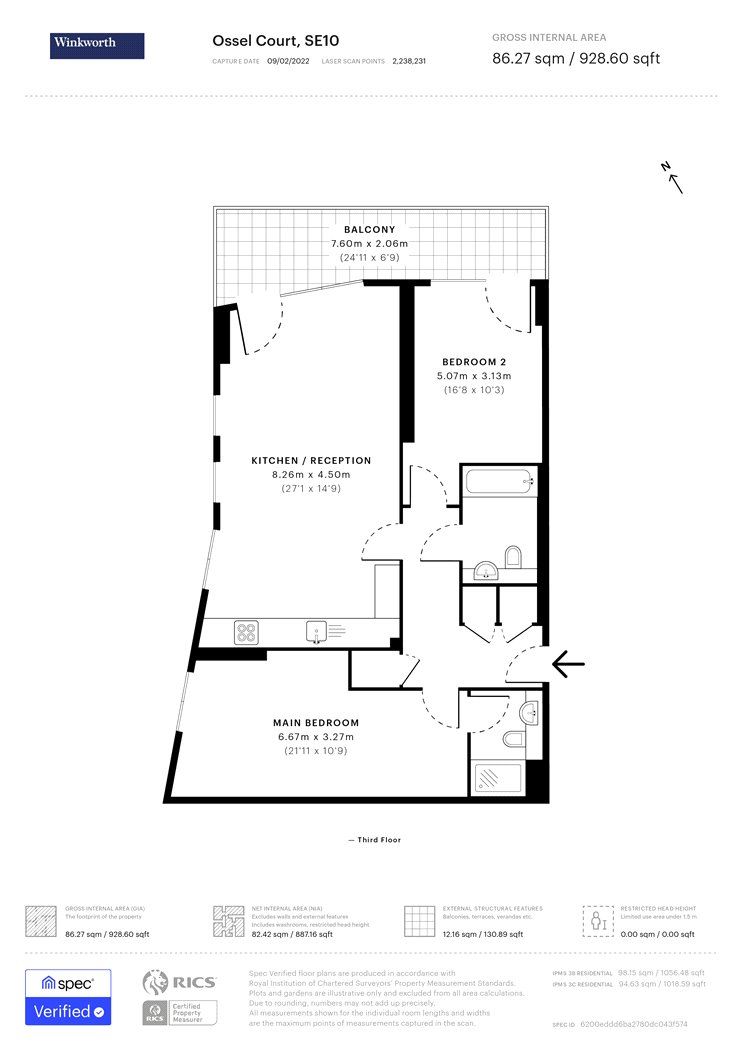 Winkworth
Ossel Court, SE10
CAPTURE DATE 09/02/2022 LASER SCAN POINTS 2,238,231
GROSS INTERNAL AREA
86.27 sqm / 928.60 sqft
N
BALCONY
7.60m x 2.06m
(24'11 x 6'9)
BEDROOM 2
5.07m x 3.13m
(16'8 x 10'3)
KITCHEN / RECEPTION
8.26m x 4.50m
(27'1 x 14'9)
MAIN BEDROOM
6.67m x 3.27m
(21'11 x 10'9)
— Third Floor
GROSS INTERNAL AREA (GIA)
The footprint of the property
86.27 sqm / 928.60 sqft
NET INTERNAL AREA (NIA)
Excludes walls and external features
Includes washrooms, restricted head height
82.42 sqm / 887.16 sqft
EXTERNAL STRUCTURAL FEATURES
Balconies, terraces, verandas etc.
12.16 sqm / 130.89 sqft
RESTRICTED HEAD HEIGHT
Limited use area under 1.5 m
0.00 sqm / 0.00 sqft
spec
Verified
RICS
RICS
Certified
Property
Measurer
Spec Verified floor plans are produced in accordance with
Royal Institution of Chartered Surveyors' Property Measurement Standards.
Plots and gardens are illustrative only and excluded from all area calculations.
Due to rounding, numbers may not add up precisely.
All measurements shown for the individual room lengths and widths
are the maximum points of measurements captured in the scan.
IPMS 3B RESIDENTIAL 98.15 sqm / 1056.48 sqft
IPMS 3C RESIDENTIAL 94.63 sqm / 1018.59 sqft
SPEC ID 6200eddd6ba2780dc043f574